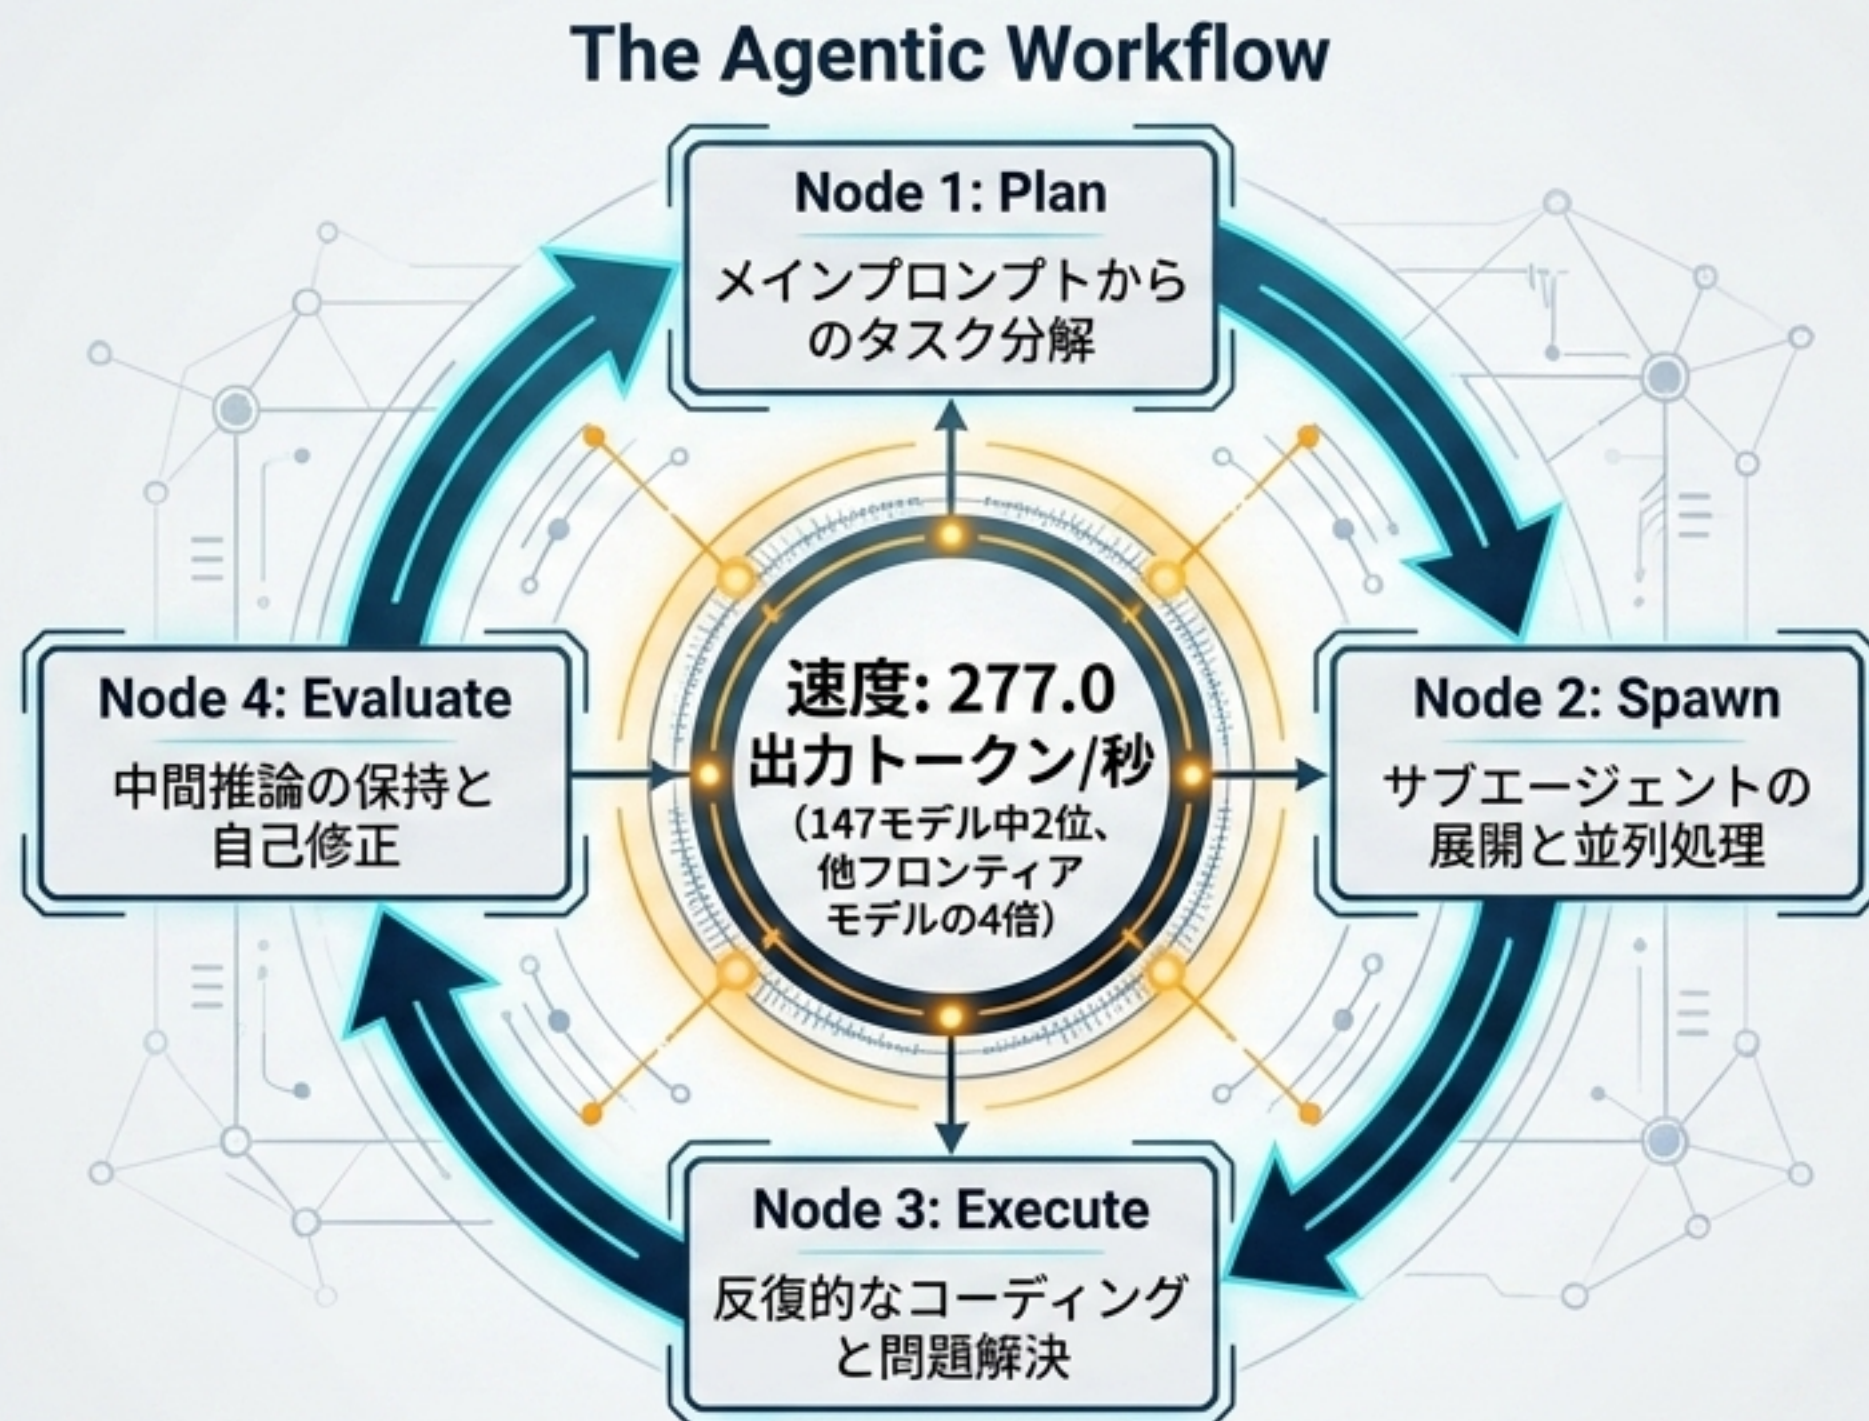 The Agentic Workflow
Node 1: Plan
メインプロンプトから
のタスク分解
Node 4: Evaluate
中間推論の保持と
自己修正
速度: 277.0
出力トークン/秒
（147モデル中2位、
他フロンティア
モデルの4倍）
Node 2: Spawn
サブエージェントの
展開と並列処理
Node 3: Execute
反復的なコーディング
と問題解決